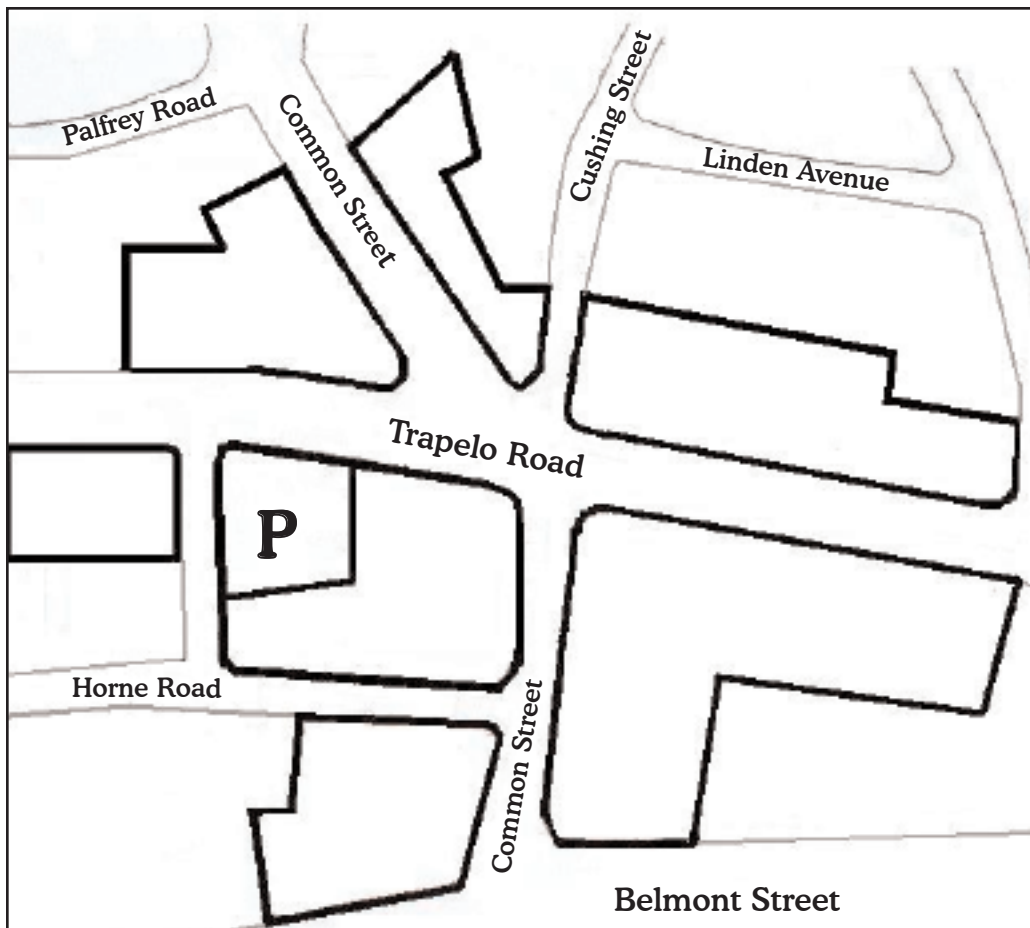 Palfrey Road
Common Street
Cushing Street
Linden Avenue
Trapelo Road
P
Horne Road
Common Street
Belmont Street